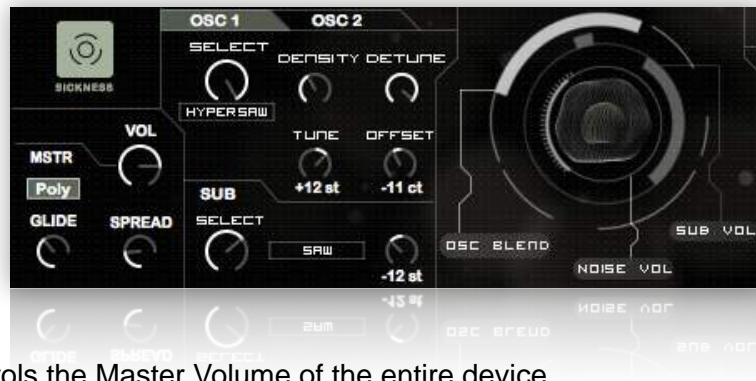 OSC 1 OSC 2
SELECT DENSITY DETUNE
SICKNESS
HYPERSAW
VOL
TUNE OFFSET
MSTR
Poly
+12 st -11 ct
SUB
GLIDE SPREAD
SELECT
SAW
-12 st
OSC BLEND
SUB VOL
NOISE VOL
ols the Master Volume of the entire device